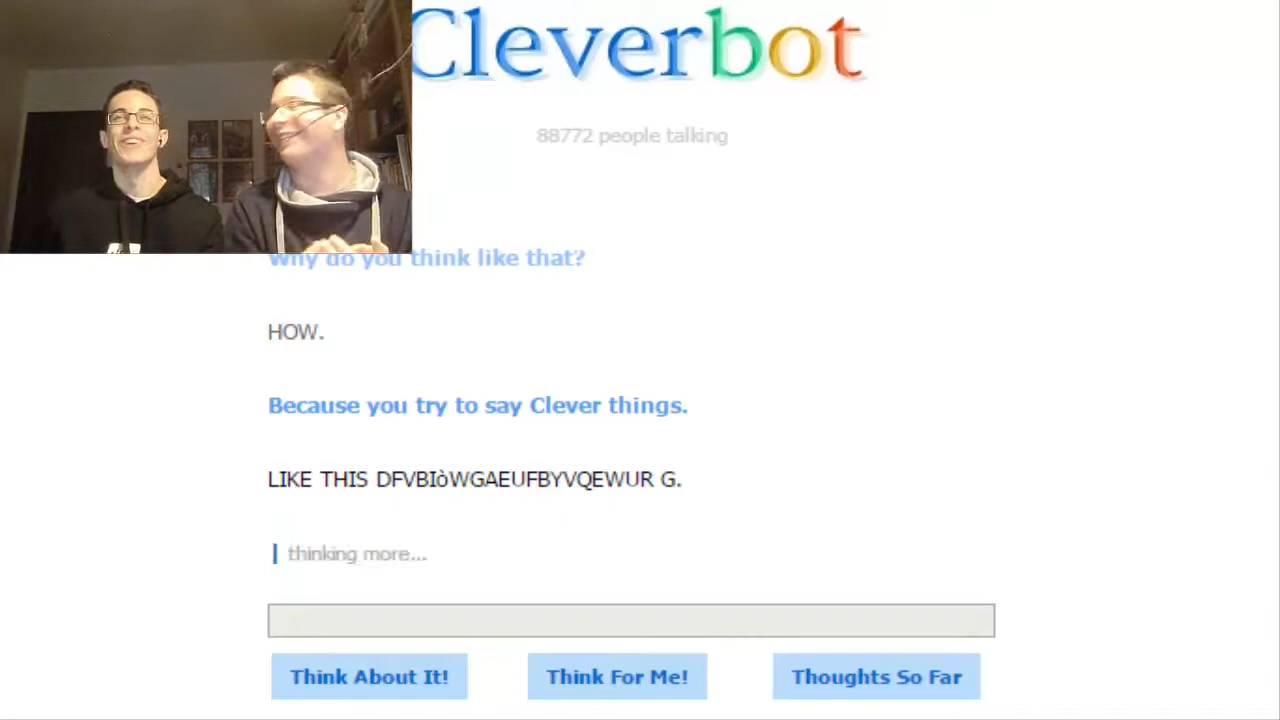 Cleverbot
88772 people talking
Why do you think like that?
HOW.
Because you try to say Clever things.
LIKE THIS DFVBIòWGAEUFBYVQEWUR G.
thinking more...
Think About It!
Think For Me!
Thoughts So Far